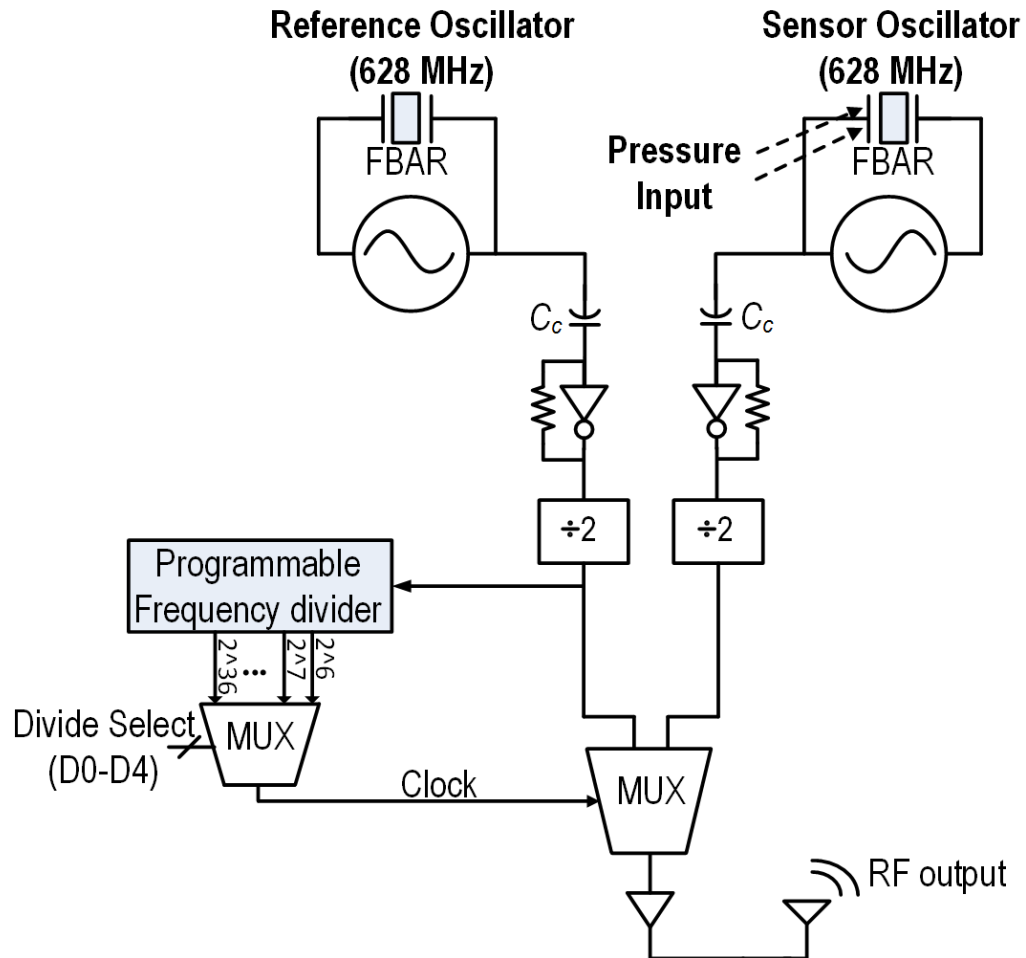 Reference Oscillator
(628 MHz)
Sensor Oscillator
(628 MHz)
FBAR
Pressure
Input
FBAR
Cc
Cc
÷2
÷2
Programmable
Frequency divider
2^36
...
2^7
2^6
Divide Select
(D0-D4)
MUX
Clock
MUX
RF output